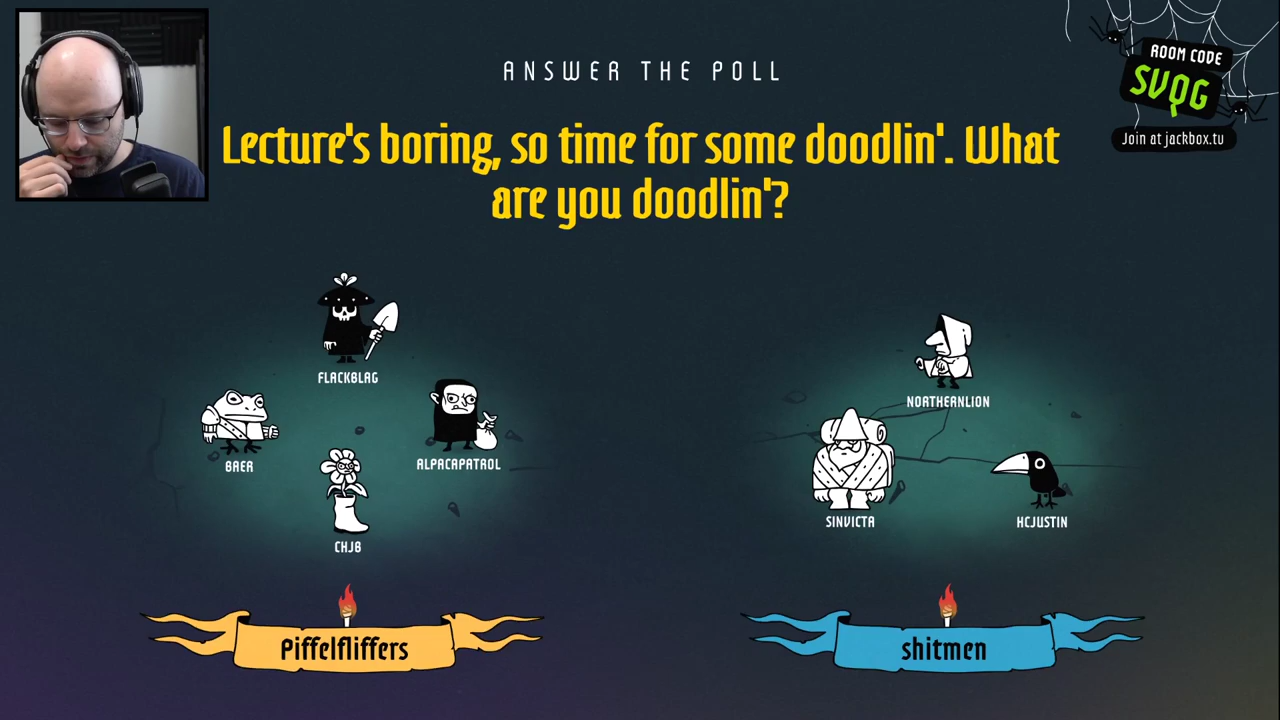 ANSWER THE POLL
ROOM CODE
SVQG
Join at jackbox.tv
Lecture's boring, so time for some doodlin'. What
are you doodlin'?
FLACKBLAG
BAER
ALPACAPATROL
CHJB
NORTHERNLION
SINVICTA
HCJUSTIN
Piffelfliffers
shitmen